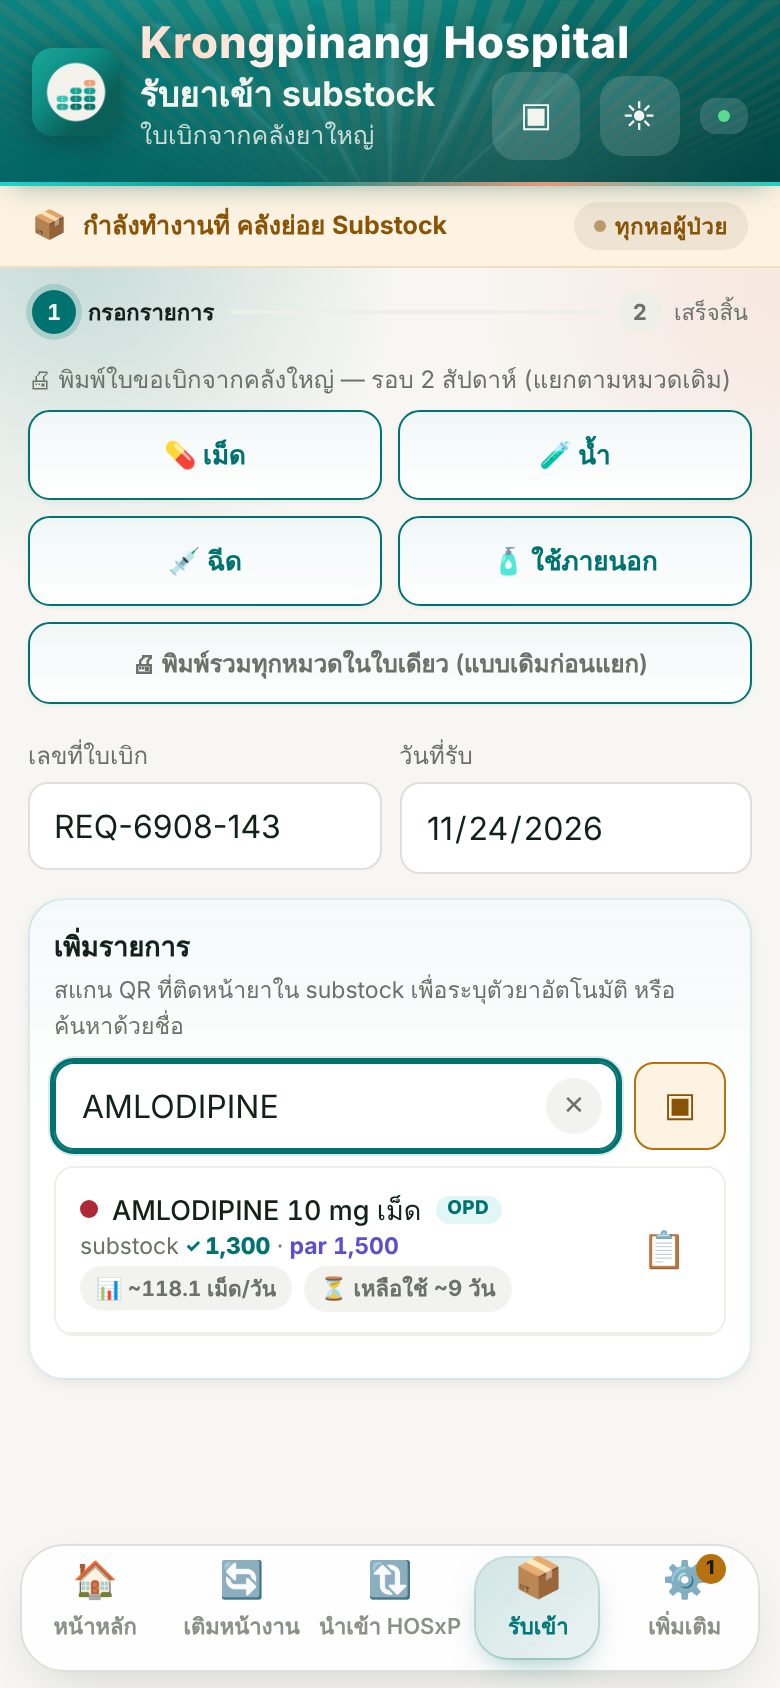 Krongpinang Hospital
รับยาเข้า substock
ใบเบิกจากคลังยาใหญ่
กำลังทำงานที่ คลังย่อย Substock
ทุกหอผู้ป่วย
1 กรอกรายการ
2 เสร็จสิ้น
พิมพ์ใบขอเบิกจากคลังใหญ่ — รอบ 2 สัปดาห์ (แยกตามหมวดเดิม)
เม็ด
น้ำ
ฉีด
ใช้ภายนอก
พิมพ์รวมทุกหมวดในใบเดียว (แบบเดิมก่อนแยก)
เลขที่ใบเบิก
วันที่รับ
REQ-6908-143
11/24/2026
เพิ่มรายการ
สแกน QR ที่ติดหน้ายาใน substock เพื่อระบุตัวยาอัตโนมัติ หรือ
ค้นหาด้วยชื่อ
AMLODIPINE
AMLODIPINE 10 mg เม็ด OPD
substock ✓ 1,300 · par 1,500
~118.1 เม็ด/วัน
เหลือใช้ ~9 วัน
1
หน้าหลัก
เติมหน้างาน
นำเข้า HOSxP
รับเข้า
เพิ่มเติม